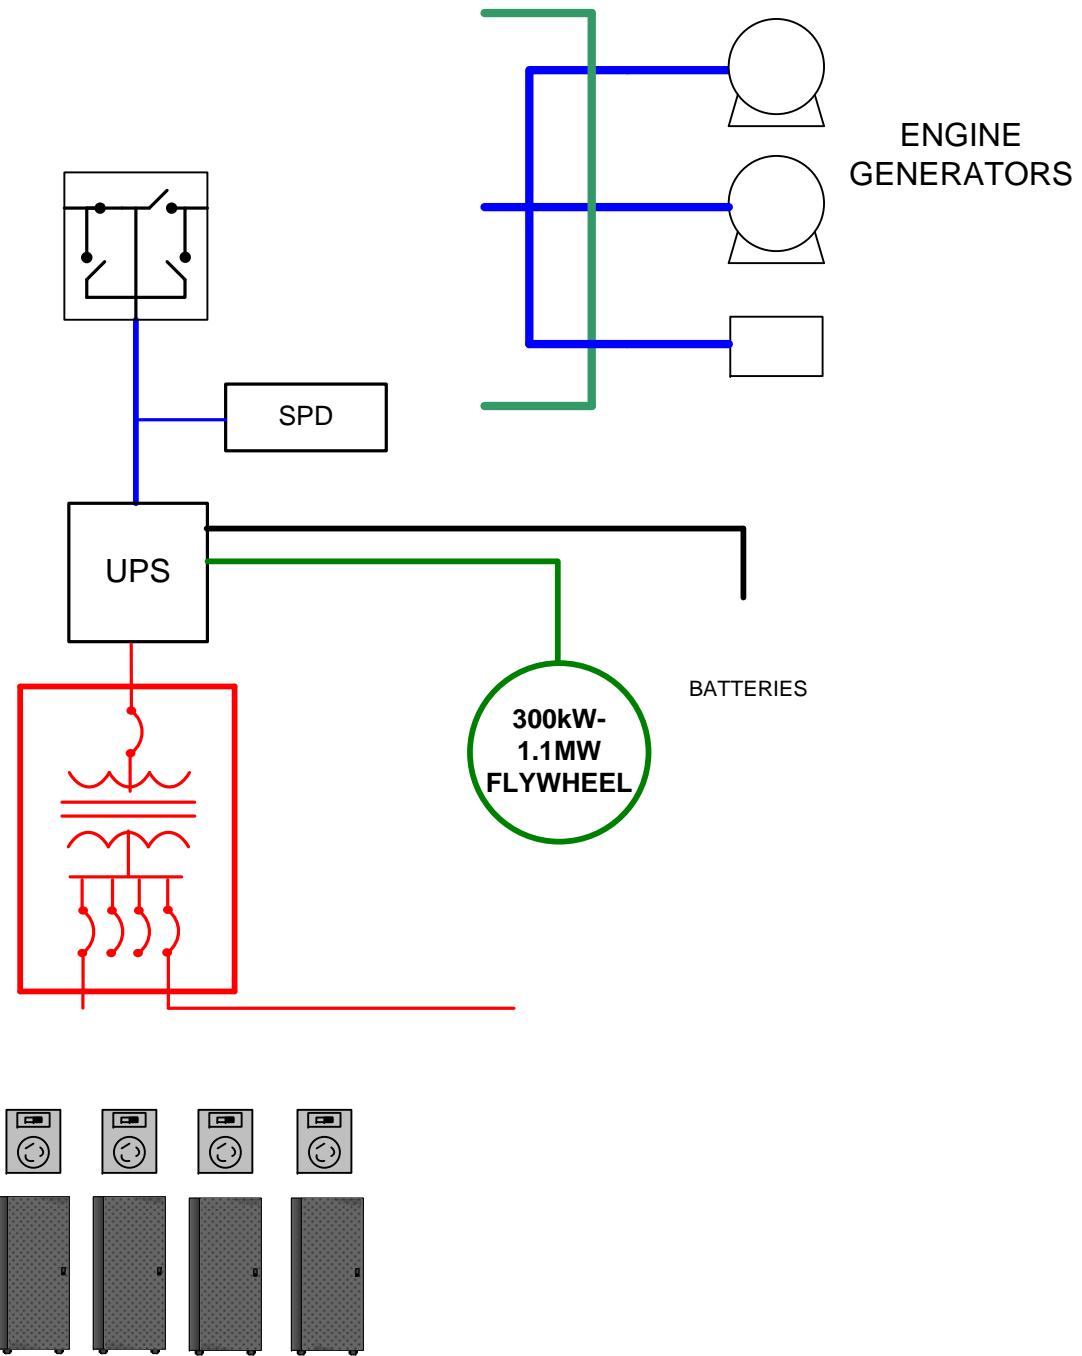 ENGINE
GENERATORS
SPD
UPS
BATTERIES
300kW-
1.1MW
FLYWHEEL